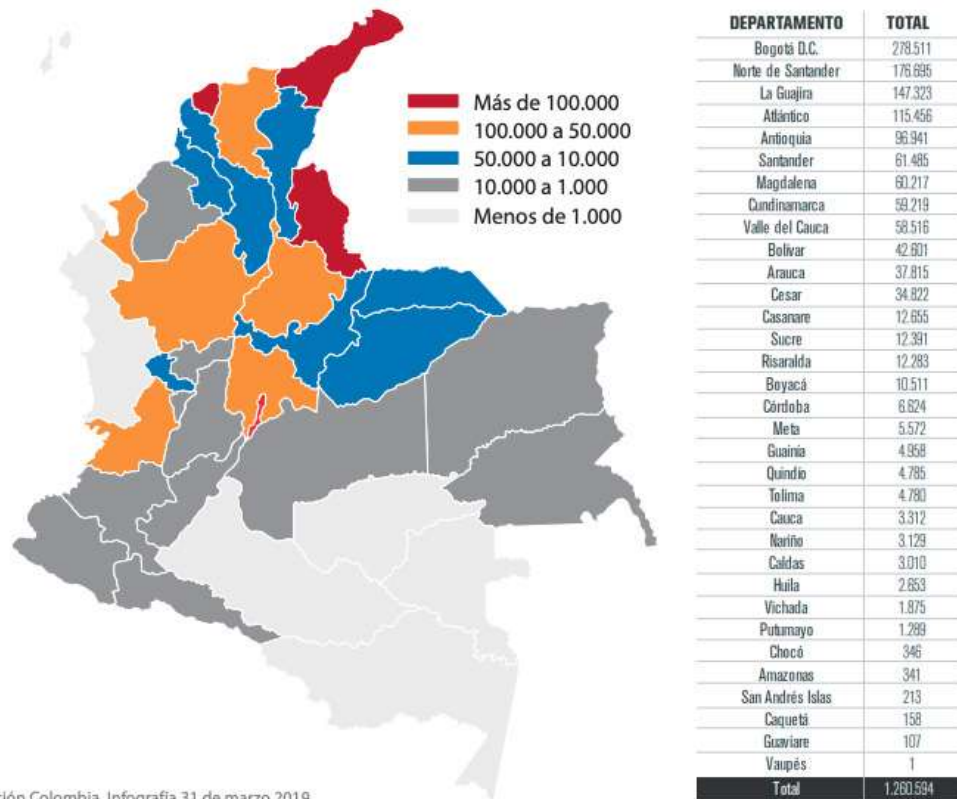 Más de 100.000
100.000 a 50.000
50.000 a 10.000
10.000 a 1.000
Menos de 1.000
DEPARTAMENTO TOTAL
Bogotá D.C. 278.511
Norte de Santander 176.695
La Guajira 147.323
Atlántico 115.456
Antioquia 96.941
Santander 61.485
Magdalena 60.217
Cundinamarca 59.219
Valle del Cauca 58.516
Bolívar 42.601
Arauca 37.815
Cesar 34.822
Casanare 12.655
Sucre 12.391
Risaralda 12.283
Boyacá 10.511
Córdoba 6.624
Meta 5.572
Guainía 4.958
Quindío 4.785
Tolima 4.780
Cauca 3.312
Nariño 3.129
Caldas 3.010
Huila 2.653
Vichada 1.875
Putumayo 1.289
Chocó 346
Amazonas 341
San Andrés Islas 213
Caquetá 158
Guaviare 107
Vaupés 1
Total 1.260.594
ción Colombia. Infografía 31 de marzo 2019